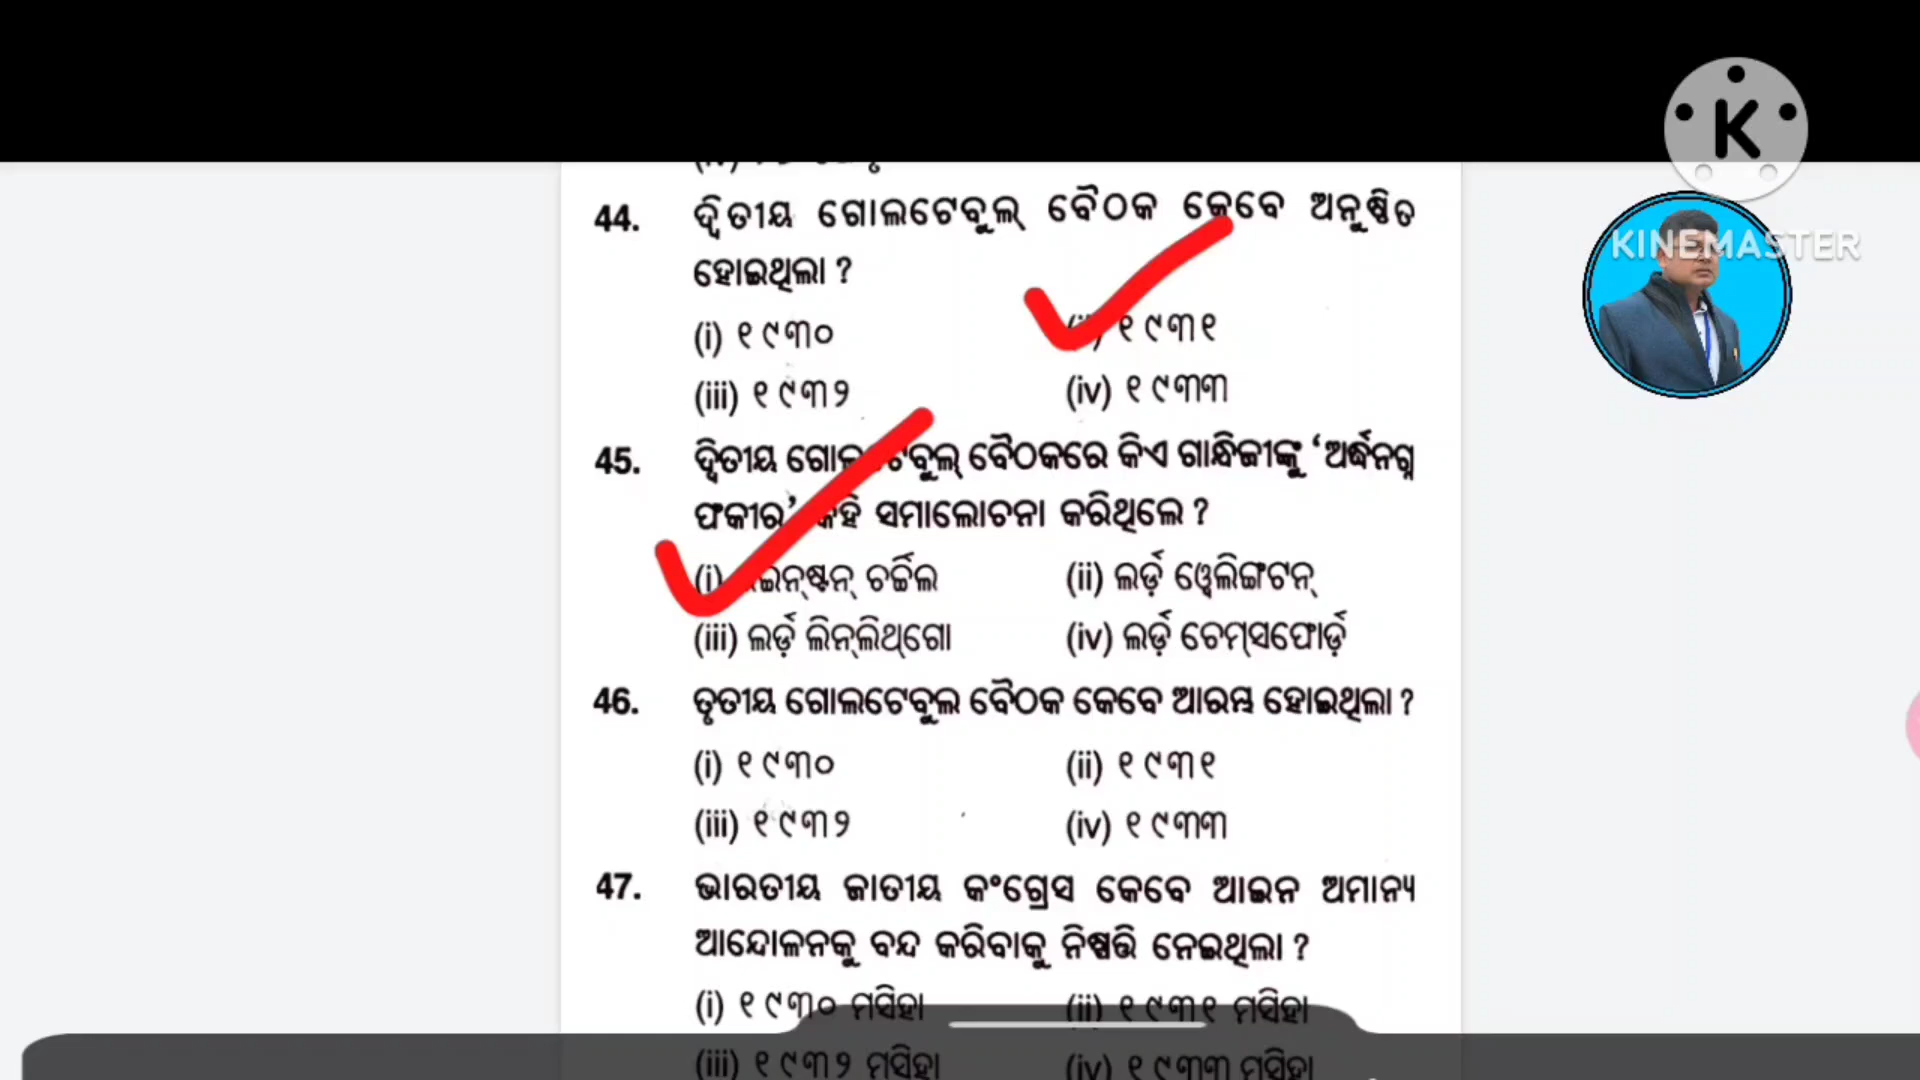 K
KINEMASTER
44. ଦ୍ୱିତୀୟ ଗୋଲଟେବୁଲ୍ ବୈଠକ କେବେ ଅନୁଷ୍ଠିତ
ହୋଇଥିଲା ?
(i) ୧୯୩୦ ୧୯୩୧
(iii) ୧୯୩୨ (iv) ୧୯୩୩
45. ଦ୍ୱିତୀୟ ଗୋଲଟେବୁଲ୍ ବୈଠକରେ କିଏ ଗାନ୍ଧିଜୀଙ୍କୁ ‘ଅର୍ଦ୍ଧନଗ୍ନ
ଫକୀର’ କହି ସମାଲୋଚନା କରିଥିଲେ ?
(i) ଚର୍ଚ୍ଚିଲ (ii) ଲର୍ଡ଼ ୱେଲିଙ୍ଗଟନ୍
(iii) ଲର୍ଡ଼ ଲିନ୍‌ଲିଥ୍‌ଗୋ (iv) ଲର୍ଡ଼ ଚେମ୍‌ସଫୋର୍ଡ଼
46. ତୃତୀୟ ଗୋଲଟେବୁଲ ବୈଠକ କେବେ ଆରମ୍ଭ ହୋଇଥିଲା ?
(i) ୧୯୩୦ (ii) ୧୯୩୧
(iii) ୧୯୩୨ (iv) ୧୯୩୩
47. ଭାରତୀୟ ଜାତୀୟ କଂଗ୍ରେସ କେବେ ଆଇନ ଅମାନ୍ୟ
ଆନ୍ଦୋଳନକୁ ବନ୍ଦ କରିବାକୁ ନିଷ୍ପତ୍ତି ନେଇଥିଲା ?
(i) ୧୯୩୦ ମସିହା (ii) ୧୯୩୧ ମସିହା
(iii) ୧୯୩୨ ମସିହା (iv) ୧୯୩୩ ମସିହା